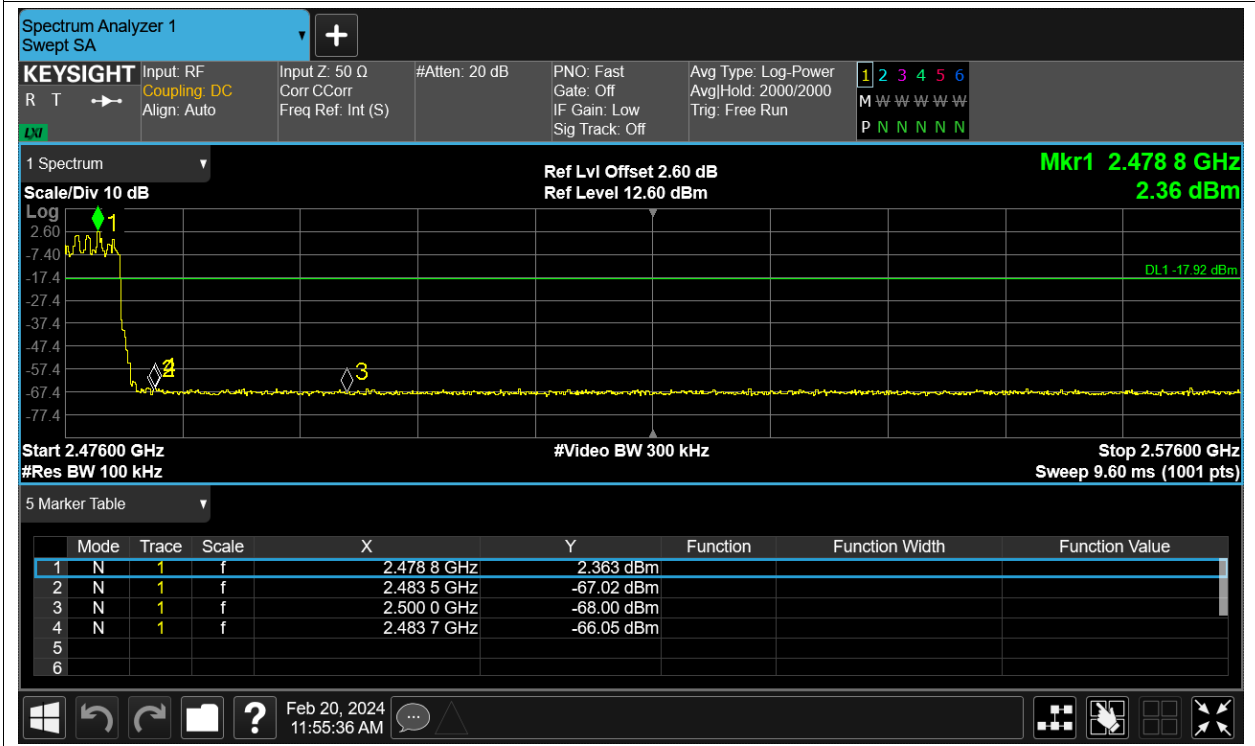 Spectrum Analyzer 1
Swept SA
KEYSIGHT Input: RF Input Z: 50 Ω #Atten: 20 dB PNO: Fast Avg Type: Log-Power 1 2 3 4 5 6
R T Coupling: DC Corr CCorr Gate: Off Avg|Hold: 2000/2000 M W W W W W
Align: Auto Freq Ref: Int (S) IF Gain: Low Trig: Free Run
LXI Sig Track: Off P N N N N N
1 Spectrum Ref Lvl Offset 2.60 dB Mkr1 2.478 8 GHz
Scale/Div 10 dB Ref Level 12.60 dBm 2.36 dBm
Log 1
2.60
-7.40
-17.4 DL1 -17.92 dBm
-27.4
-37.4
-47.4
-57.4 2 4 3
-67.4
-77.4
Start 2.47600 GHz #Video BW 300 kHz Stop 2.57600 GHz
#Res BW 100 kHz Sweep 9.60 ms (1001 pts)
5 Marker Table
Mode Trace Scale X Y Function Function Width Function Value
1 N 1 f 2.478 8 GHz 2.363 dBm
2 N 1 f 2.483 5 GHz -67.02 dBm
3 N 1 f 2.500 0 GHz -68.00 dBm
4 N 1 f 2.483 7 GHz -66.05 dBm
5
6
? Feb 20, 2024
11:55:36 AM